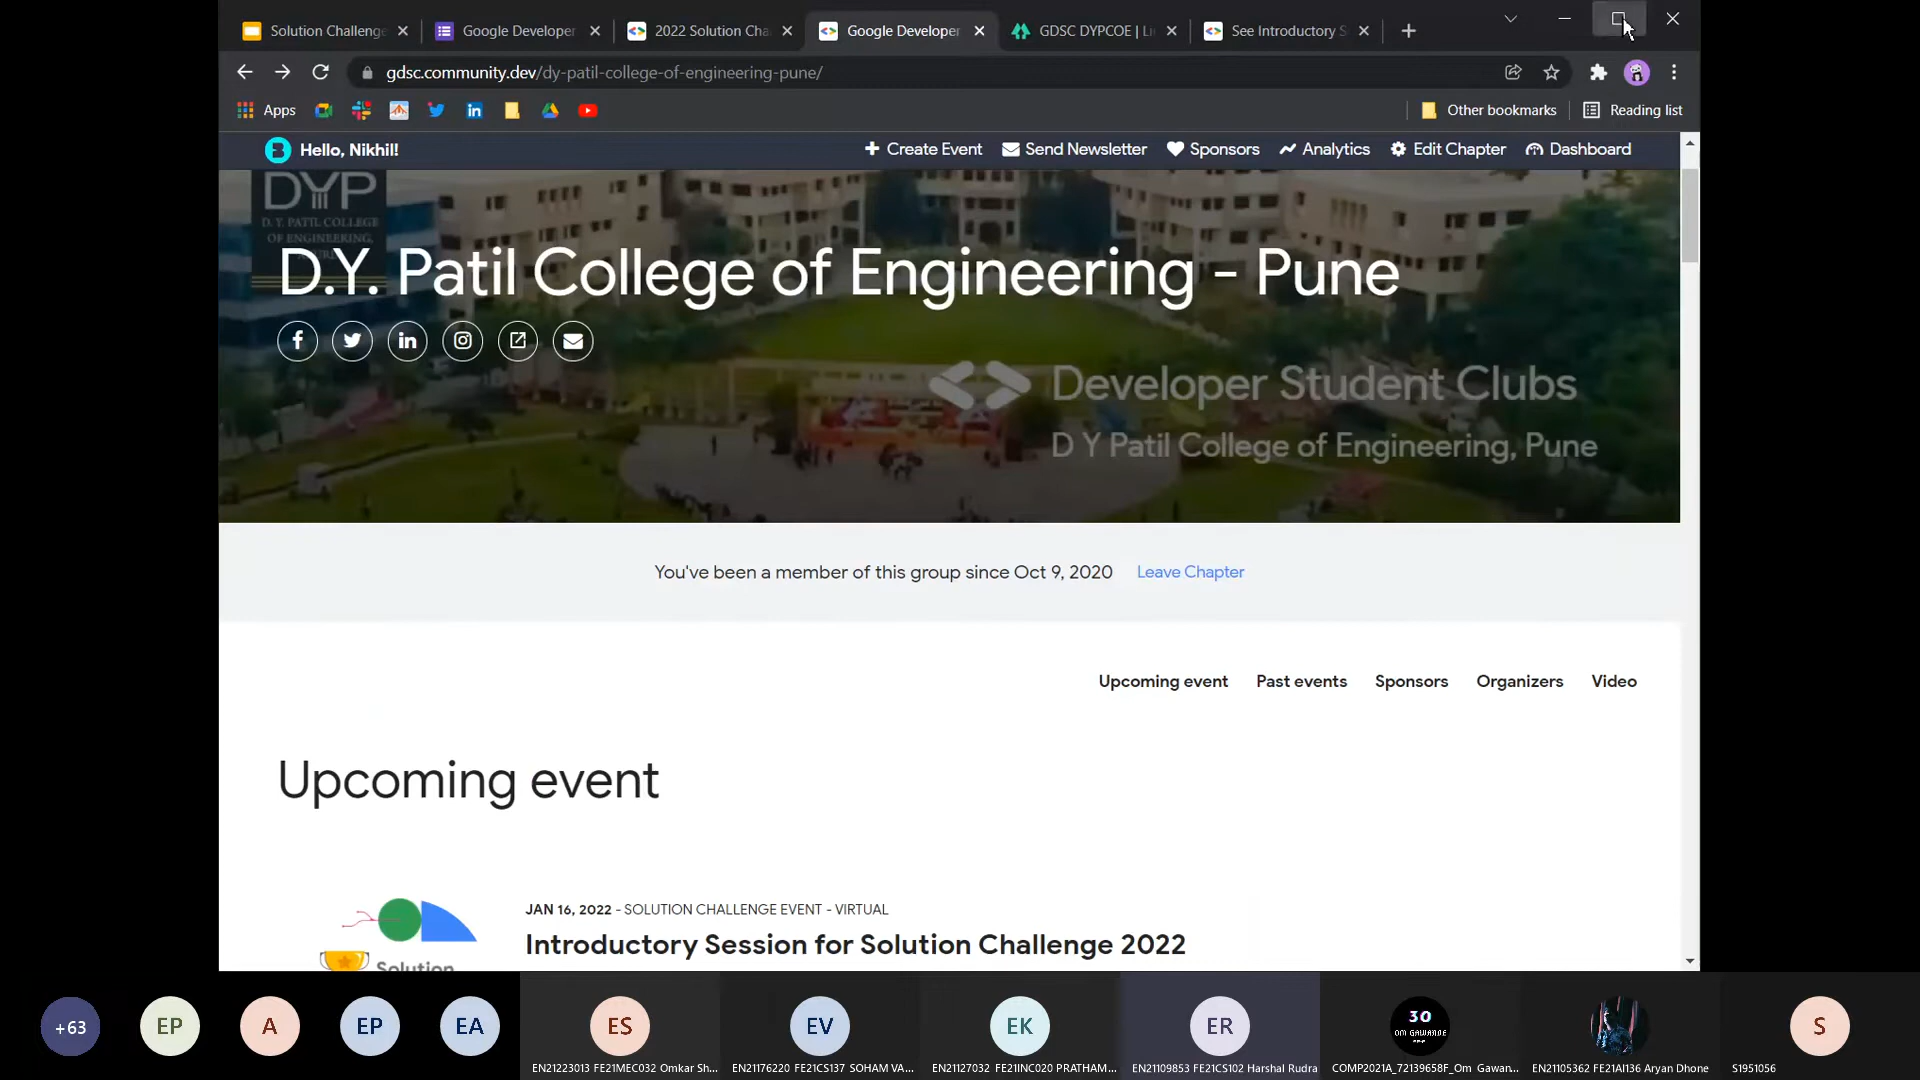 Solution Challenge
Google Developer
2022 Solution Cha
Google Developer
GDSC DYPCOE | Li
See Introductory S
gdsc.community.dev/dy-patil-college-of-engineering-pune/
Apps
Other bookmarks
Reading list
Hello, Nikhil!
Create Event
Send Newsletter
Sponsors
Analytics
Edit Chapter
Dashboard
DYP
D. Y. PATIL COLLEGE
OF ENGINEERING,
D.Y. Patil College of Engineering - Pune
Developer Student Clubs
D Y Patil College of Engineering, Pune
You've been a member of this group since Oct 9, 2020 Leave Chapter
Upcoming event Past events Sponsors Organizers Video
Upcoming event
JAN 16, 2022 - SOLUTION CHALLENGE EVENT - VIRTUAL
Introductory Session for Solution Challenge 2022
Solution
+63
EP
A
EP
EA
ES
EV
EK
ER
30
OM GAWANDE
S
EN21223013 FE21MEC032 Omkar Sh...
EN21176220 FE21CS137 SOHAM VA...
EN21127032 FE21INC020 PRATHAM...
EN21109853 FE21CS102 Harshal Rudra
COMP2021A_72139658F_Om Gawan...
EN21105362 FE21AI136 Aryan Dhone
S1951056